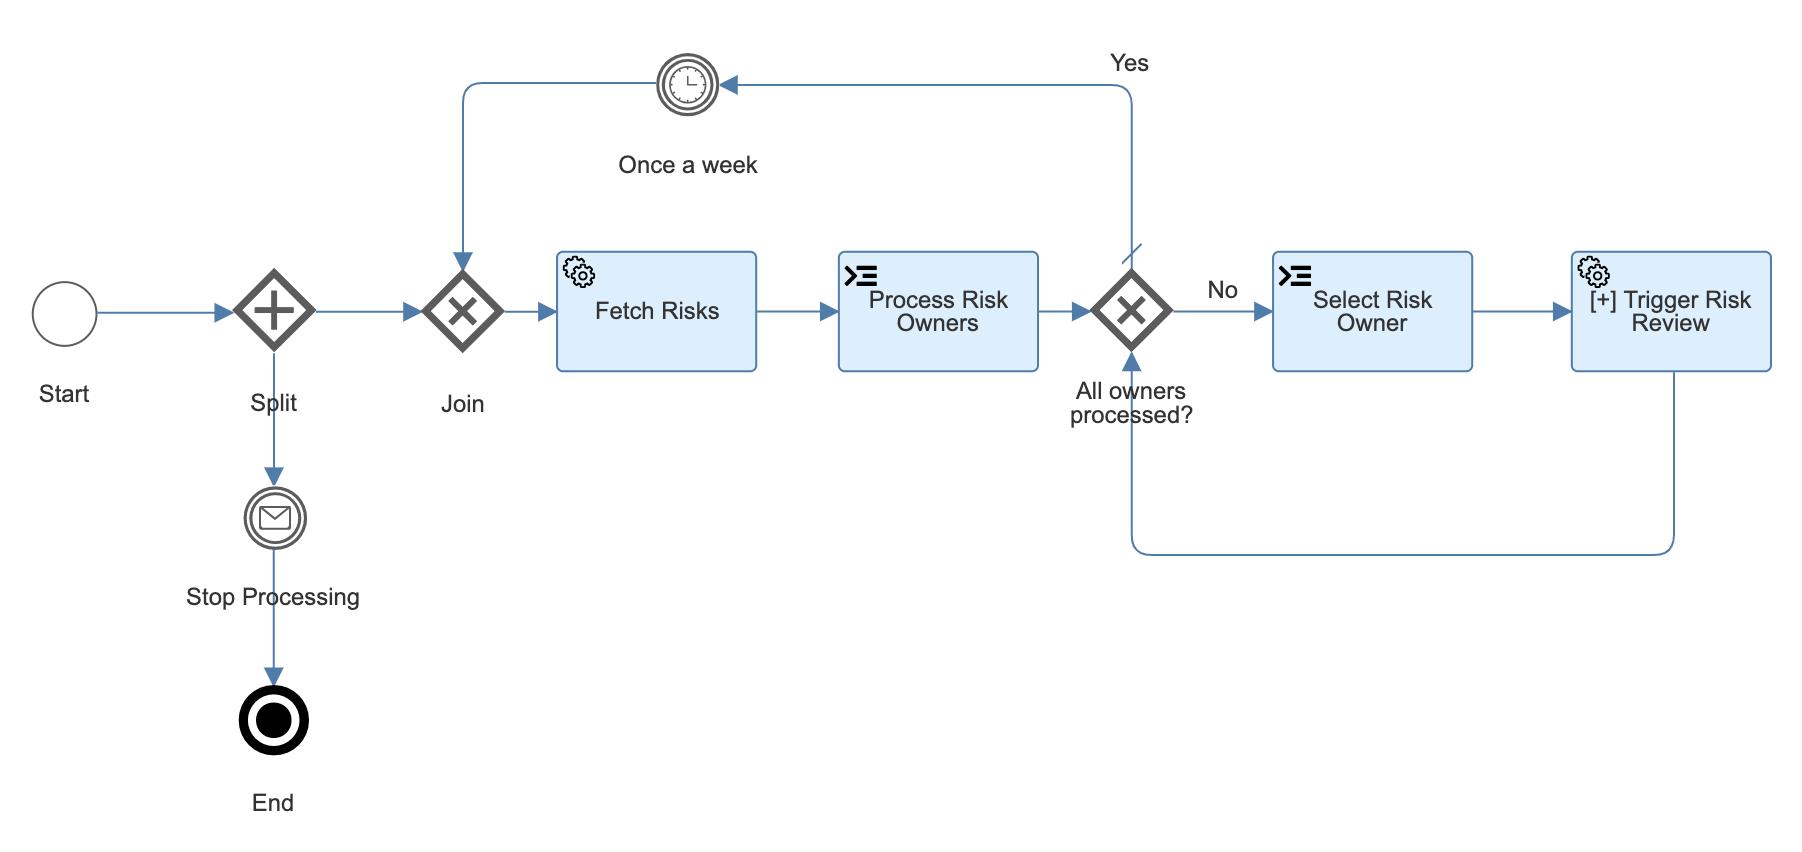 Yes
Once a week
No
Fetch Risks
Process Risk
Owners
Select Risk
Owner
[+] Trigger Risk
Review
Start
Split
Join
All owners
processed?
Stop Processing
End